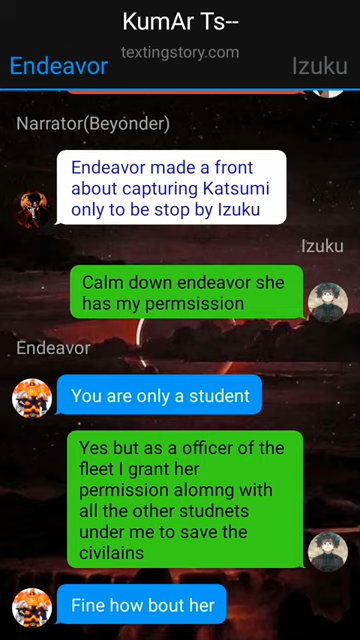 KumAr Ts--
textingstory.com
Endeavor
Izuku
Narrator(Beyonder)
Endeavor made a front
about capturing Katsumi
only to be stop by Izuku
Izuku
Calm down endeavor she
has my permsission
Endeavor
You are only a student
Yes but as a officer of the
fleet I grant her
permission alomng with
all the other studnets
under me to save the
civilains
Fine how bout her